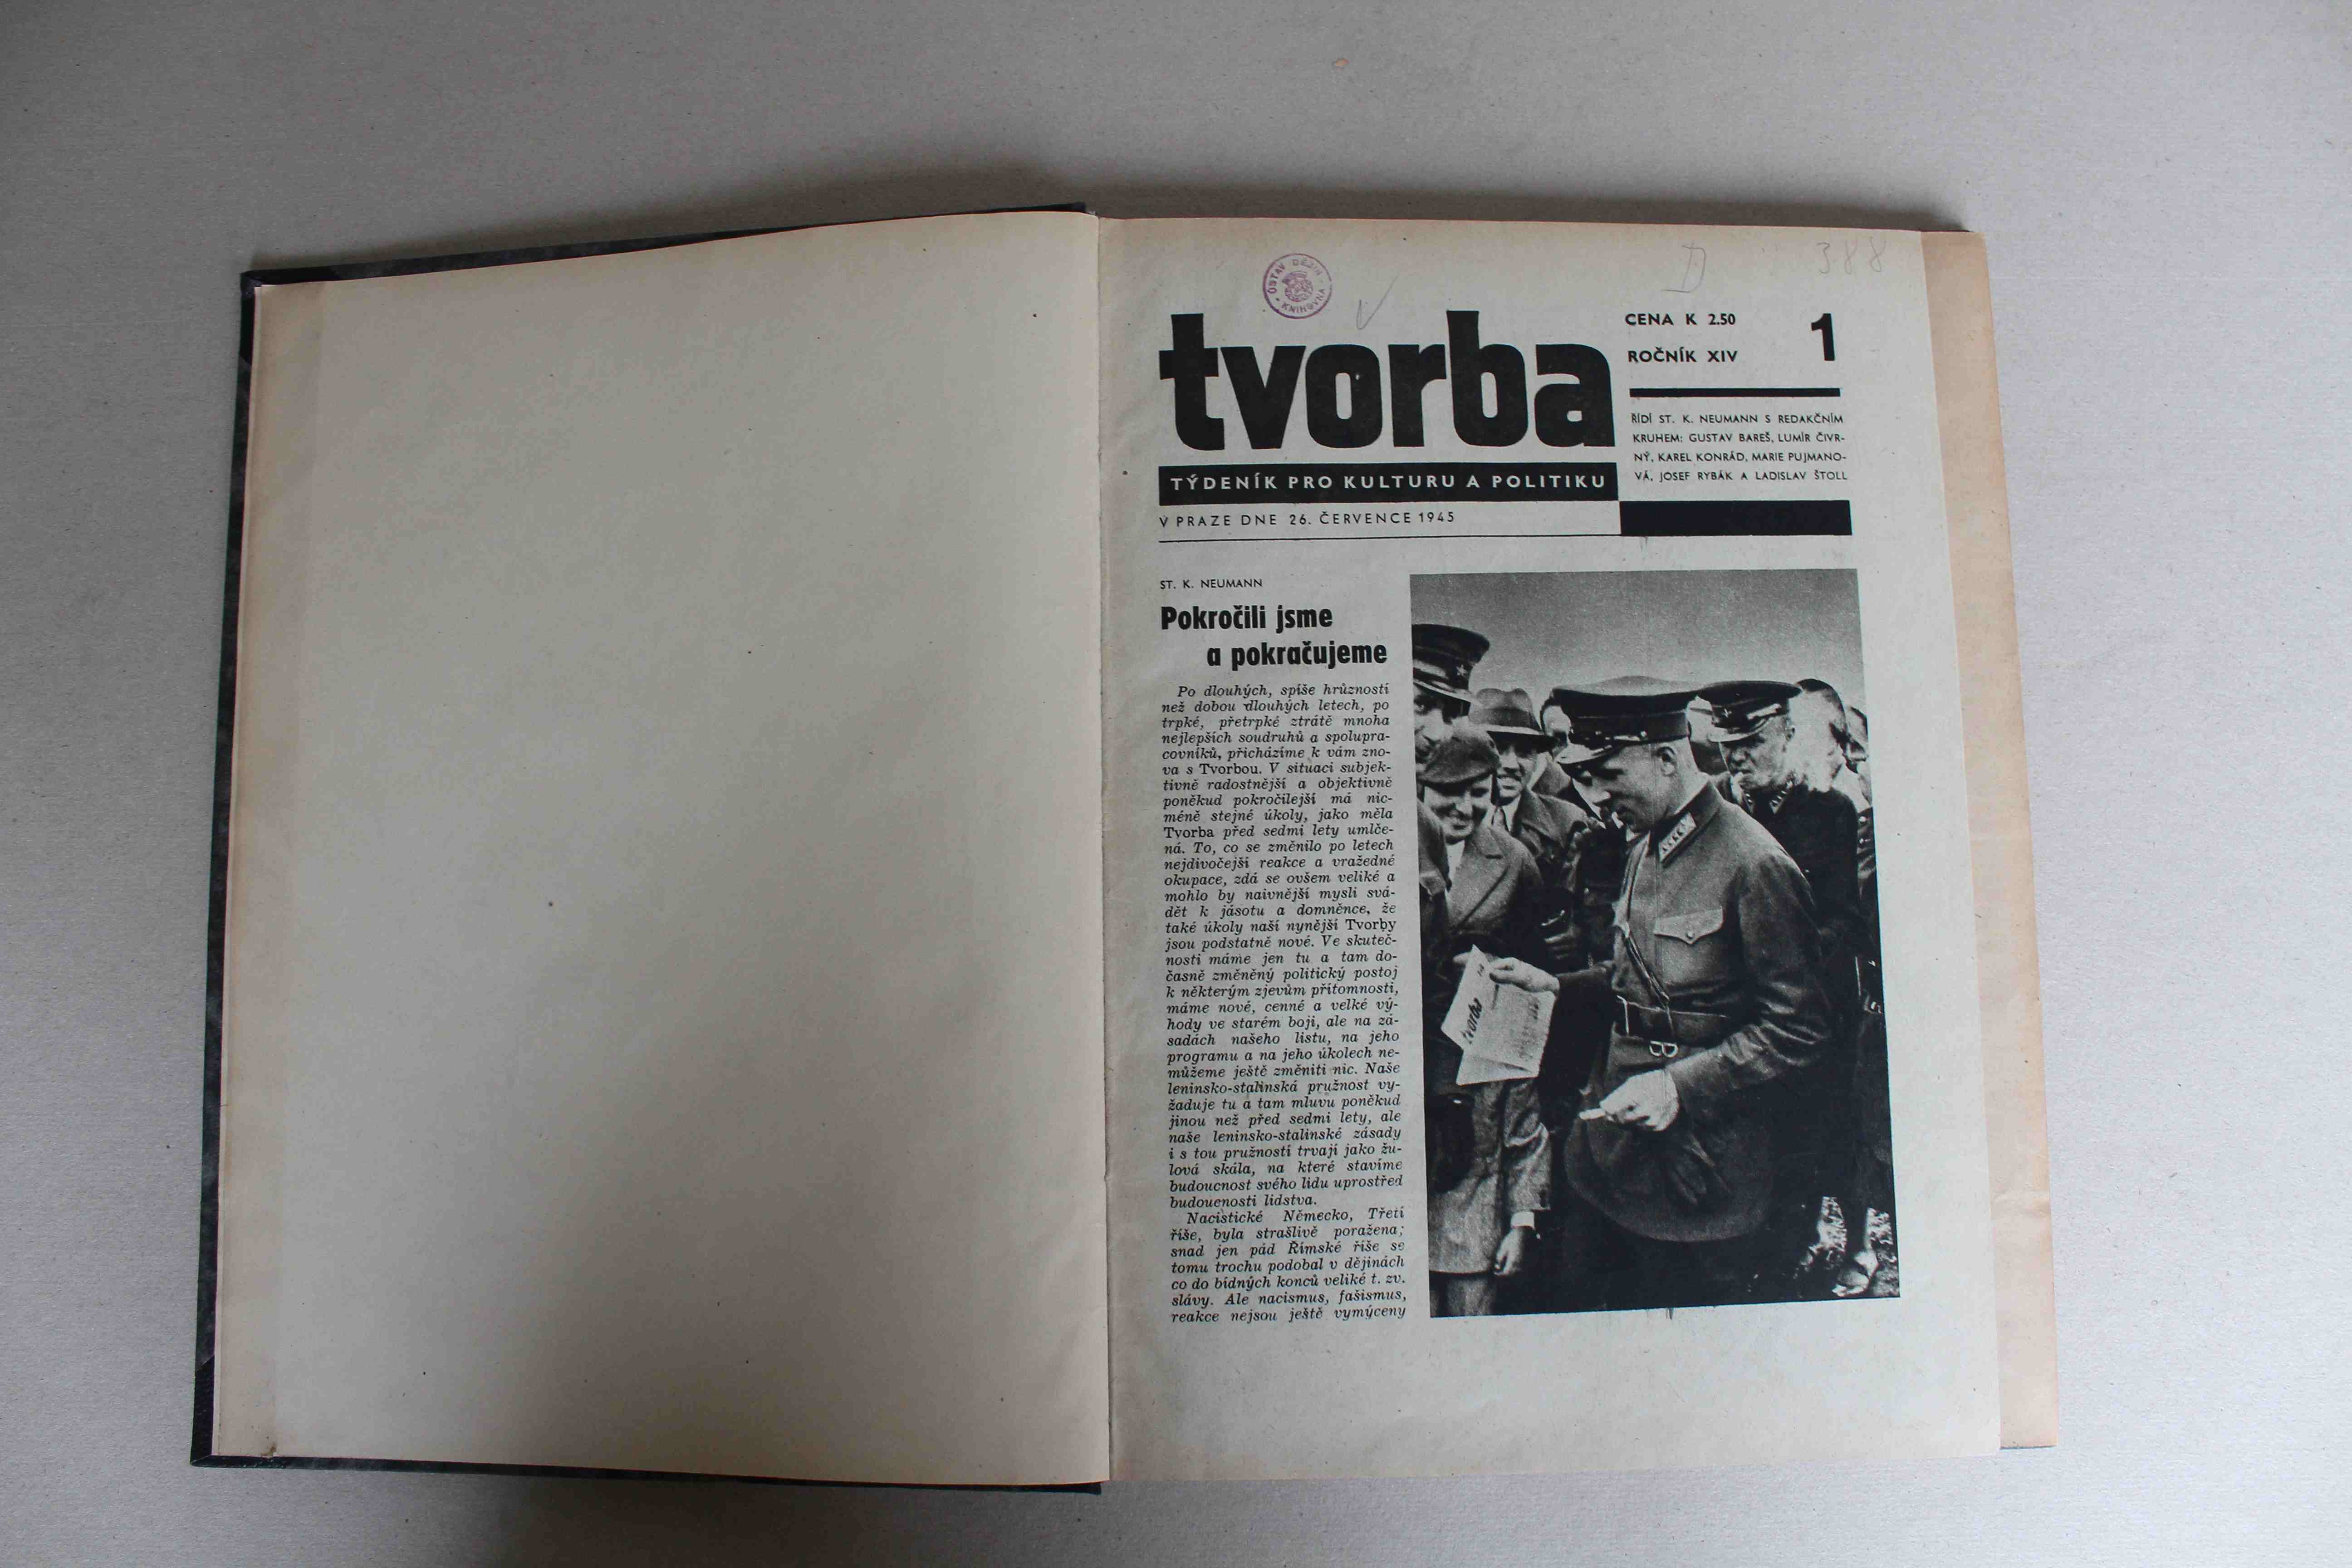 ÚSTAV DĚJIN
KNIHOVNA
D 388
tvorba
CENA K 2.50
ROČNÍK XIV
1
ŘÍDÍ ST. K. NEUMANN S REDAKČNÍM
KRUHEM: GUSTAV BAREŠ, LUMÍR ČIVR-
NÝ, KAREL KONRÁD, MARIE PUJMANO-
VÁ, JOSEF RYBÁK A LADISLAV ŠTOLL
TÝDENÍK PRO KULTURU A POLITIKU
V PRAZE DNE 26. ČERVENCE 1945
ST. K. NEUMANN
Pokročili jsme
a pokračujeme
Po dlouhých, spíše hrůzností
než dobou dlouhých letech, po
trpké, přetrpké ztrátě mnoha
nejlepších soudruhů a spolupra-
covníků, přicházíme k vám zno-
va s Tvorbou. V situaci subjek-
tivně radostnější a objektivně
poněkud pokročilejší má nic-
méně stejné úkoly, jako měla
Tvorba před sedmi lety umlče-
ná. To, co se změnilo po letech
nejdivočejší reakce a vražedné
okupace, zdá se ovšem veliké a
mohlo by naivnější mysli svá-
dět k jásotu a domněnce, že
také úkoly naší nynější Tvorby
jsou podstatně nové. Ve skuteč-
nosti máme jen tu a tam do-
časně změněný politický postoj
k některým zjevům přítomnosti,
máme nové, cenné a velké vý-
hody ve starém boji, ale na zá-
sadách našeho listu, na jeho
programu a na jeho úkolech ne-
můžeme ještě změniti nic. Naše
leninsko-stalinská pružnost vy-
žaduje tu a tam mluvu poněkud
jinou než před sedmi lety, ale
naše leninsko-stalinské zásady
i s tou pružností trvají jako žu-
lová skála, na které stavíme
budoucnost svého lidu uprostřed
budoucnosti lidstva.
Nacistické Německo, Třetí
říše, byla strašlivě poražena;
snad jen pád Římské říše se
tomu trochu podobal v dějinách
co do bídných konců veliké t. zv.
slávy. Ale nacismus, fašismus,
reakce nejsou ještě vymýceny
tvorba